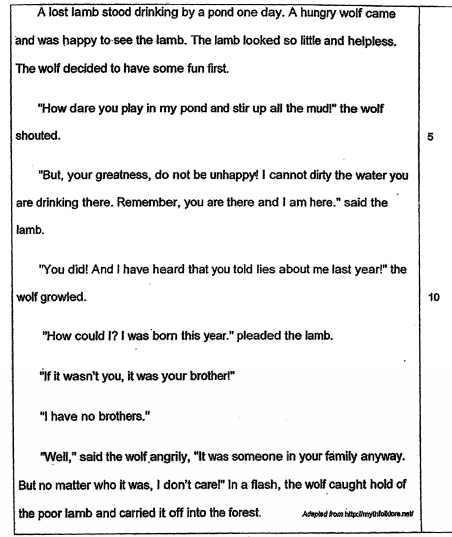 A lost lamb stood drinking by a pond one day. A hungry wolf came
and was happy to see the lamb. The lamb looked so little and helpless.
The wolf decided to have some fun first.
"How dare you play in my pond and stir up all the mud!" the wolf
shouted. 5
"But, your greatness, do not be unhappy! I cannot dirty the water you
are drinking there. Remember, you are there and I am here." said the
lamb.
"You did! And I have heard that you told lies about me last year!" the
wolf growled. 10
"How could I? I was born this year." pleaded the lamb.
"If it wasn't you, it was your brother!"
"I have no brothers."
"Well," said the wolf angrily, "It was someone in your family anyway.
But no matter who it was, I don't care!" In a flash, the wolf caught hold of
the poor lamb and carried it off into the forest. Adapted from http://mythfolklore.net/